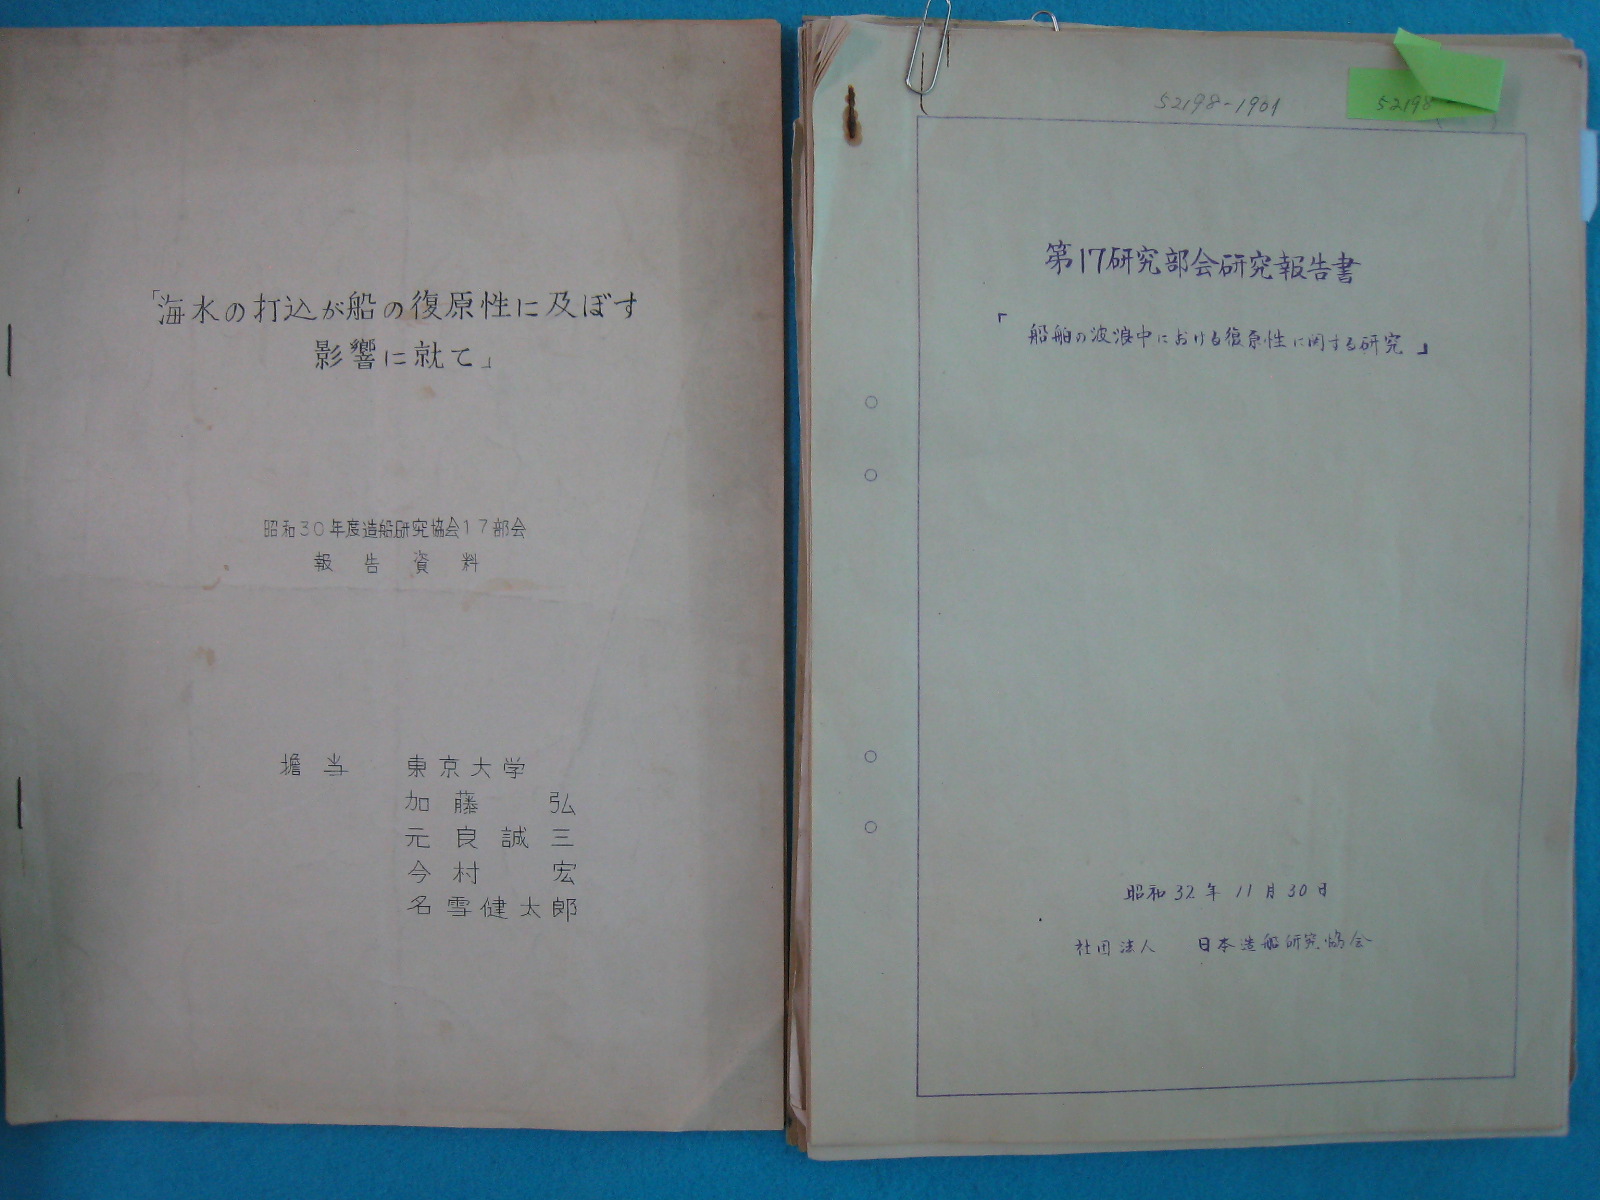 「海水の打込が船の復原性に及ぼす
影響に就て」
昭和30年度造船研究協会17部会
報告資料
担当 東京大学
加藤 弘
元良誠三
今村 宏
名雪健太郎
52198-1901
52198
第17研究部会研究報告書
「船舶の波浪中における復原性に関する研究」
昭和32年11月30日
社団法人 日本造船研究協会